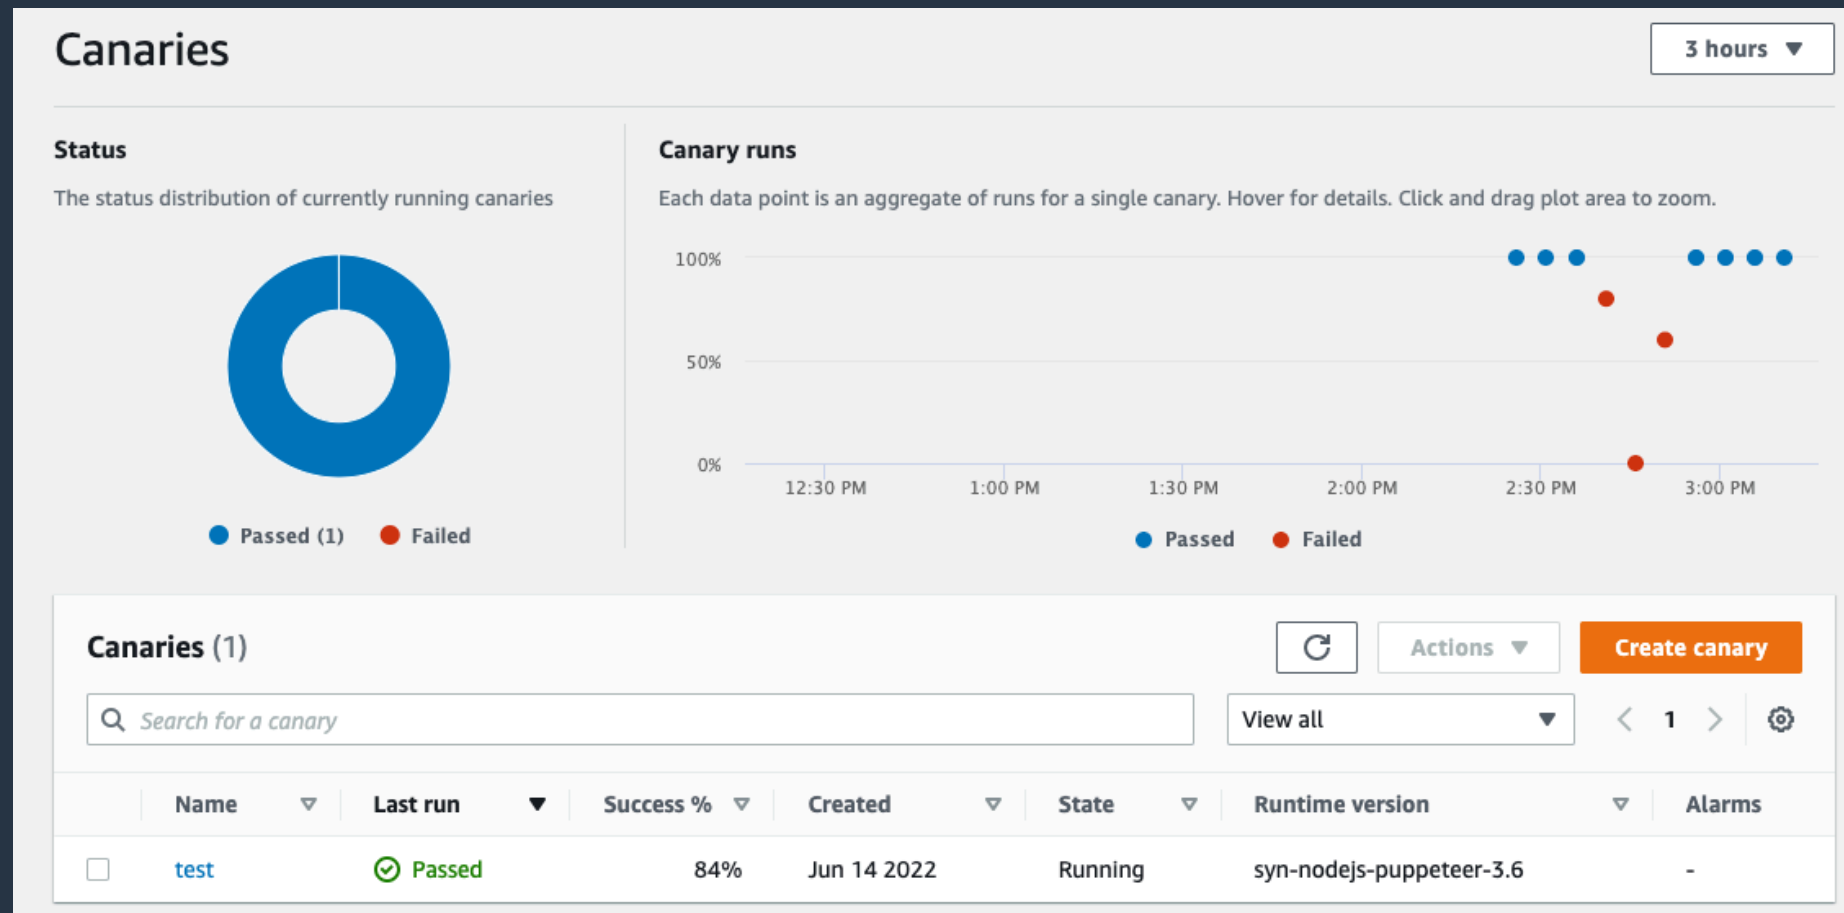 Canaries
3 hours
Status
The status distribution of currently running canaries
Passed (1) Failed
Canary runs
Each data point is an aggregate of runs for a single canary. Hover for details. Click and drag plot area to zoom.
100%
50%
0%
12:30 PM 1:00 PM 1:30 PM 2:00 PM 2:30 PM 3:00 PM
Passed Failed
Canaries (1)
Actions Create canary
Search for a canary View all 1
Name Last run Success % Created State Runtime version Alarms
test Passed 84% Jun 14 2022 Running syn-nodejs-puppeteer-3.6 -